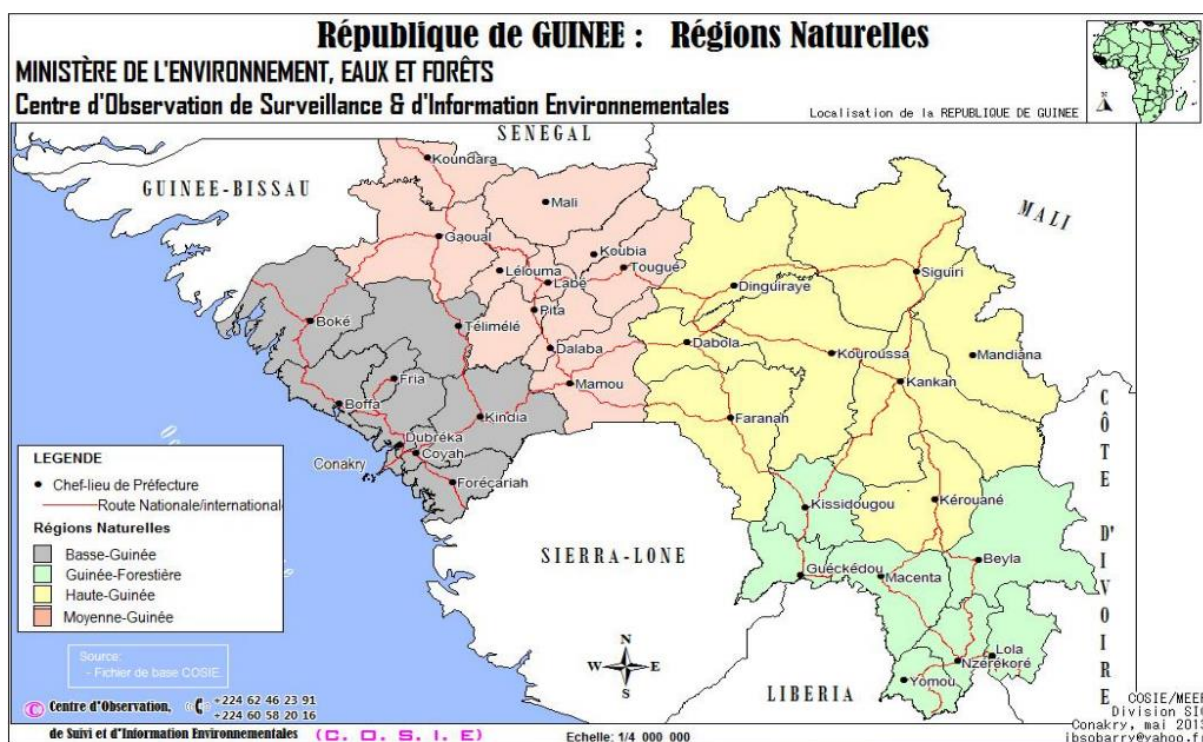 République de GUINEE : Régions Naturelles
MINISTÈRE DE L'ENVIRONNEMENT, EAUX ET FORÊTS
Centre d'Observation de Surveillance & d'Information Environnementales
Localisation de la REPUBLIQUE DE GUINEE
N
SENEGAL
GUINEE-BISSAU
MALI
Koundara
Mali
Gaoual
Koubia
Lélouma
Tougué
Labé
Siguiri
Dinguiraye
Boké
Télimélé
Pita
Dalaba
Dabola
Kouroussa
Mandiana
Fria
Mamou
Kankan
Boffa
Kindia
Faranah
Dubréka
Coyah
Conakry
Forécariah
Kissidougou
Kérouané
Guéckédou
Macenta
Beyla
Lola
Nzérékoré
Yomou
SIERRA-LONE
LIBERIA
CÔTE D'IVOIRE
LEGENDE
Chef-lieu de Préfecture
Route Nationale/international
Régions Naturelles
Basse-Guinée
Guinée-Forestière
Haute-Guinée
Moyenne-Guinée
Source:
- Fichier de base COSIE
N
W E
S
© Centre d'Observation,
+224 62 46 23 91
+224 60 58 20 16
de Suivi et d'Information Environnementales (C. O. S. I. E)
Echelle: 1/4 000 000
COSIE/MEEF
Division SIG
Conakry, mai 2013
ibsobarry@yahoo.fr